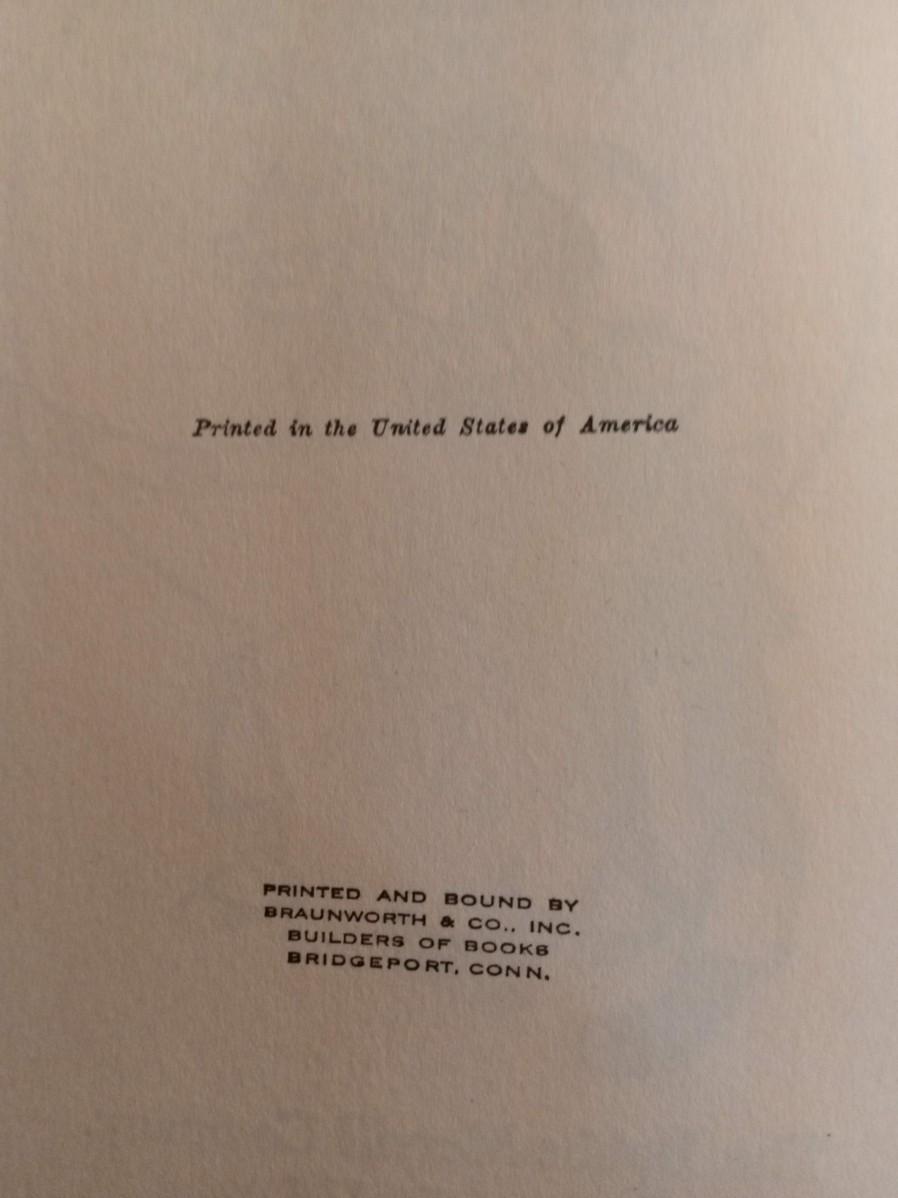 Printed in the United States of America
PRINTED AND BOUND BY
BRAUNWORTH & CO., INC.
BUILDERS OF BOOKS
BRIDGEPORT, CONN.